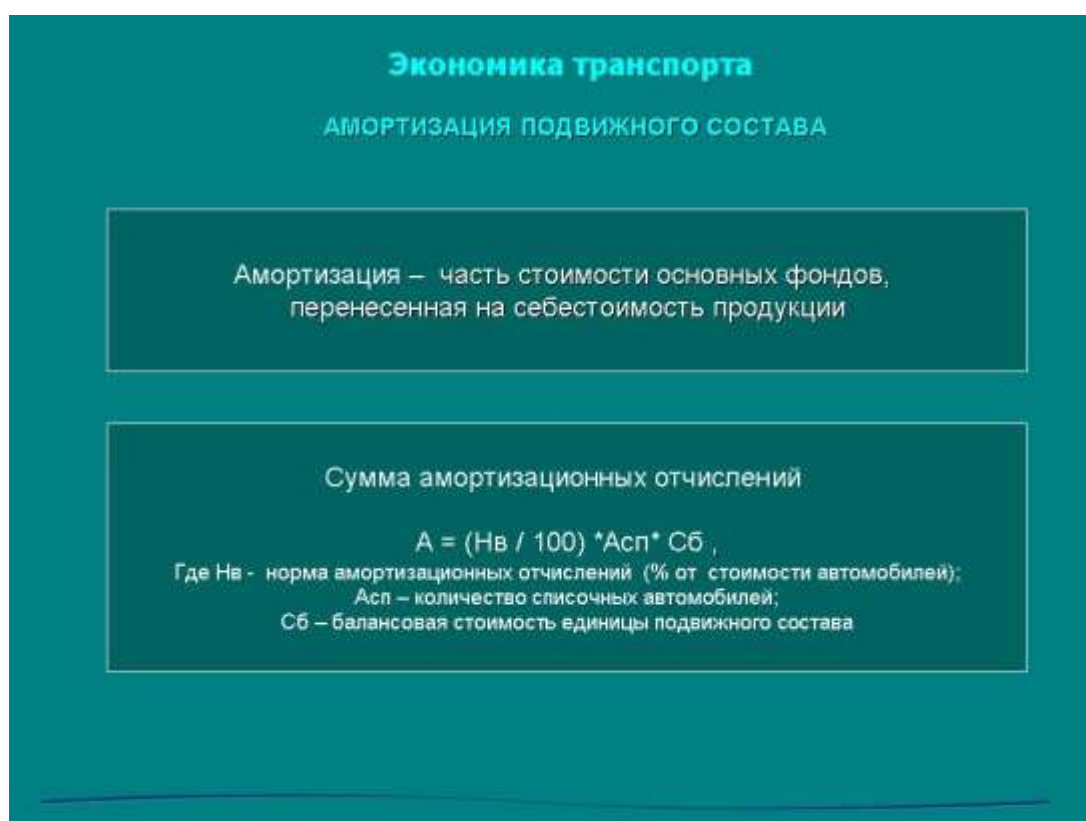 Экономика транспорта
АМОРТИЗАЦИЯ ПОДВИЖНОГО СОСТАВА
Амортизация – часть стоимости основных фондов,
перенесенная на себестоимость продукции
Сумма амортизационных отчислений
А = (Нв / 100) *Асп* Сб ,
Где Нв - норма амортизационных отчислений (% от стоимости автомобилей);
Асп – количество списочных автомобилей;
Сб – балансовая стоимость единицы подвижного состава